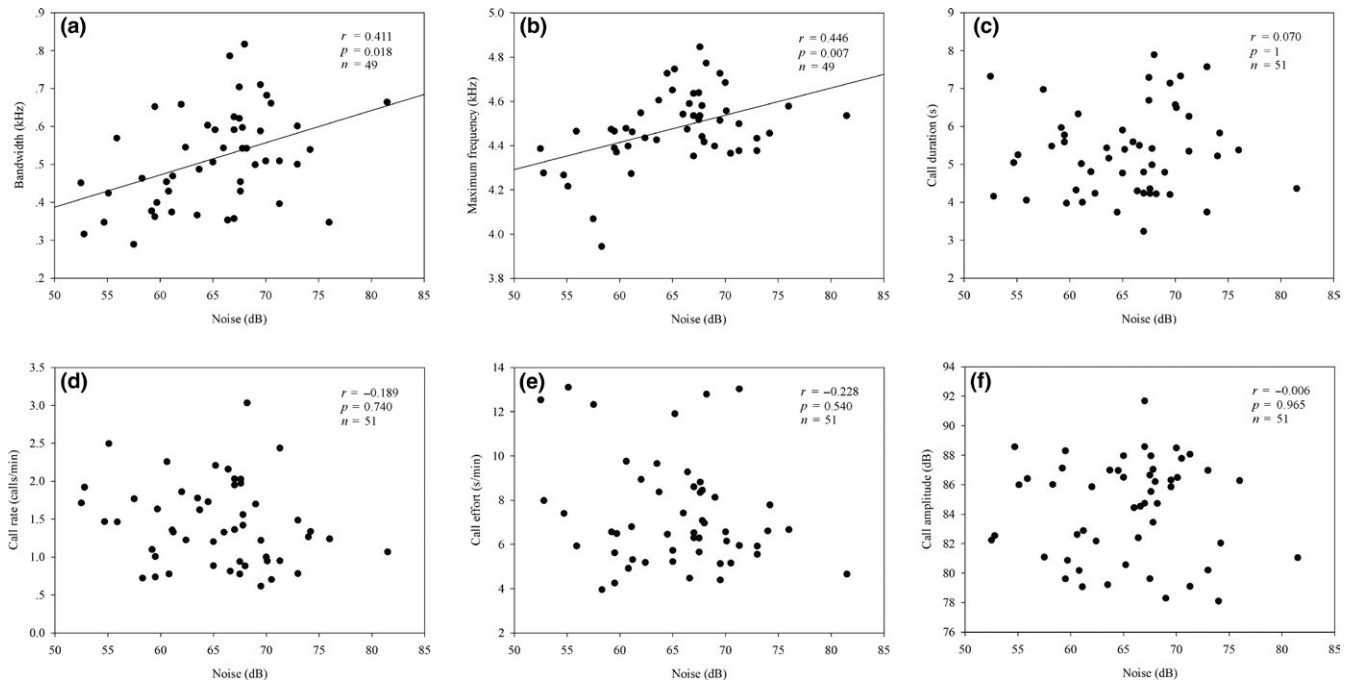 (a)
r = 0.411
p = 0.018
n = 49
.9
.8
.7
.6
.5
.4
.3
.2
Bandwidth (kHz)
50 55 60 65 70 75 80 85
Noise (dB)
(b)
r = 0.446
p = 0.007
n = 49
5.0
4.8
4.6
4.4
4.2
4.0
3.8
Maximum frequency (kHz)
50 55 60 65 70 75 80 85
Noise (dB)
(c)
r = 0.070
p = 1
n = 51
9
8
7
6
5
4
3
2
Call duration (s)
50 55 60 65 70 75 80 85
Noise (dB)
(d)
r = −0.189
p = 0.740
n = 51
3.5
3.0
2.5
2.0
1.5
1.0
.5
0.0
Call rate (calls/min)
50 55 60 65 70 75 80 85
Noise (dB)
(e)
r = −0.228
p = 0.540
n = 51
14
12
10
8
6
4
2
Call effort (s/min)
50 55 60 65 70 75 80 85
Noise (dB)
(f)
r = −0.006
p = 0.965
n = 51
94
92
90
88
86
84
82
80
78
76
Call amplitude (dB)
50 55 60 65 70 75 80 85
Noise (dB)